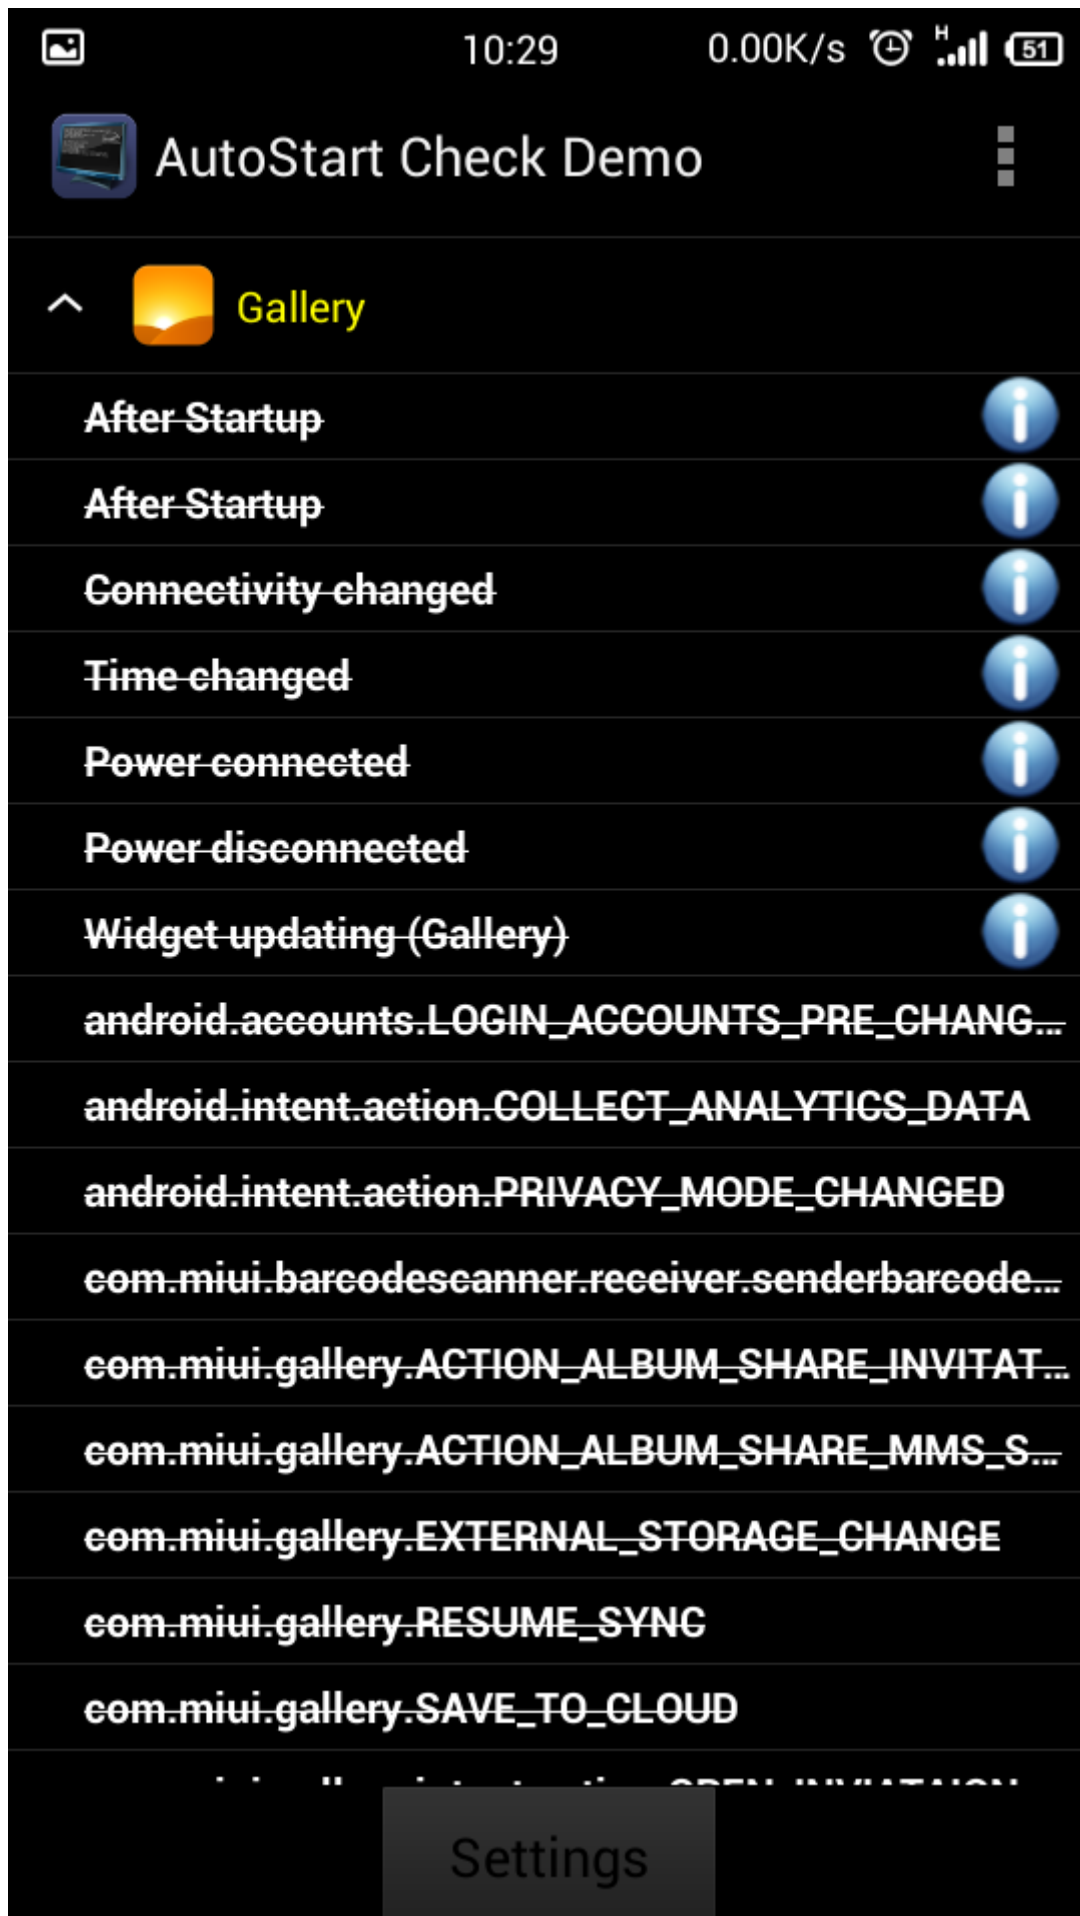 10:29 0.00K/s H 51
AutoStart Check Demo
Gallery
After Startup
After Startup
Connectivity changed
Time changed
Power connected
Power disconnected
Widget updating (Gallery)
android.accounts.LOGIN_ACCOUNTS_PRE_CHANG...
android.intent.action.COLLECT_ANALYTICS_DATA
android.intent.action.PRIVACY_MODE_CHANGED
com.miui.barcodescanner.receiver.senderbarcode...
com.miui.gallery.ACTION_ALBUM_SHARE_INVITAT...
com.miui.gallery.ACTION_ALBUM_SHARE_MMS_S...
com.miui.gallery.EXTERNAL_STORAGE_CHANGE
com.miui.gallery.RESUME_SYNC
com.miui.gallery.SAVE_TO_CLOUD
Settings